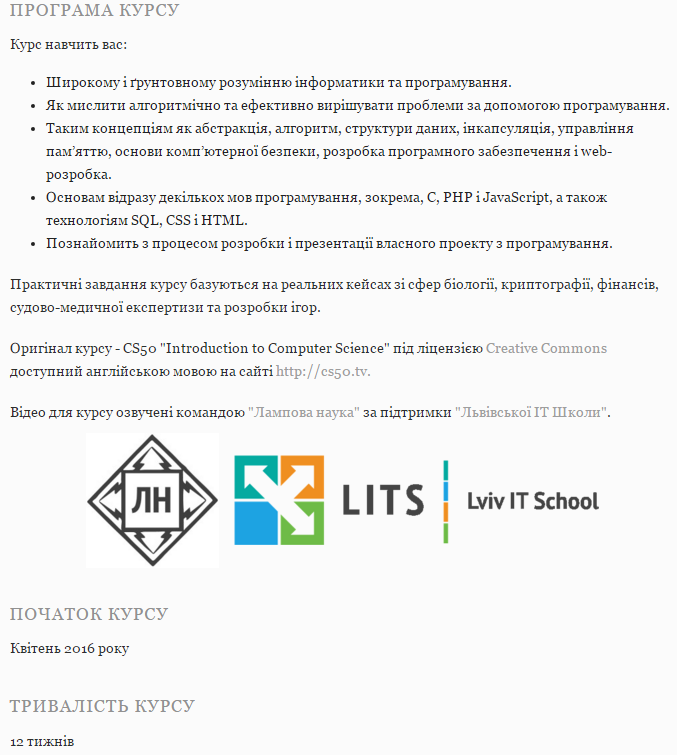 ПРОГРАМА КУРСУ
Курс навчить вас:
• Широкому і ґрунтовному розумінню інформатики та програмування.
• Як мислити алгоритмічно та ефективно вирішувати проблеми за допомогою програмування.
• Таким концепціям як абстракція, алгоритм, структури даних, інкапсуляція, управління
пам’яттю, основи комп’ютерної безпеки, розробка програмного забезпечення і web-
розробка.
• Основам відразу декількох мов програмування, зокрема, C, PHP і JavaScript, а також
технологіям SQL, CSS і HTML.
• Познайомить з процесом розробки і презентації власного проекту з програмування.
Практичні завдання курсу базуються на реальних кейсах зі сфер біології, криптографії, фінансів,
судово-медичної експертизи та розробки ігор.
Оригінал курсу - CS50 "Introduction to Computer Science" під ліцензією Creative Commons
доступний англійською мовою на сайті http://cs50.tv.
Відео для курсу озвучені командою "Лампова наука" за підтримки "Львівської ІТ Школи".
ЛН
LITS
Lviv IT School
ПОЧАТОК КУРСУ
Квітень 2016 року
ТРИВАЛІСТЬ КУРСУ
12 тижнів